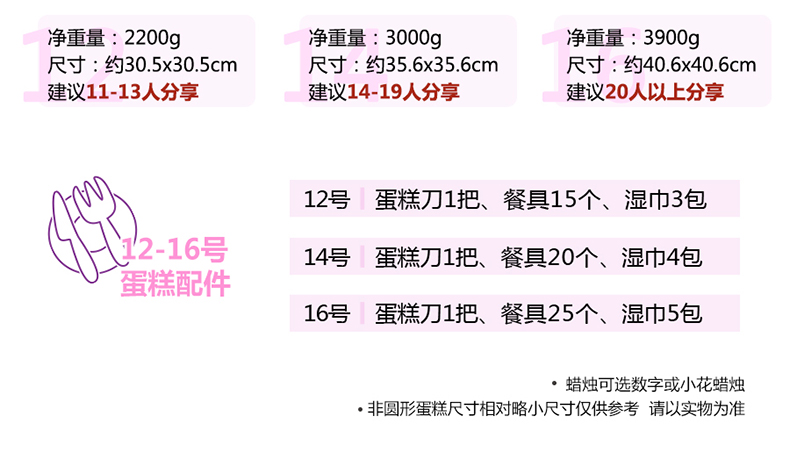 12
净重量：2200g
尺寸：约30.5x30.5cm
建议11-13人分享
14
净重量：3000g
尺寸：约35.6x35.6cm
建议14-19人分享
16
净重量：3900g
尺寸：约40.6x40.6cm
建议20人以上分享
12-16号
蛋糕配件
12号 蛋糕刀1把、餐具15个、湿巾3包
14号 蛋糕刀1把、餐具20个、湿巾4包
16号 蛋糕刀1把、餐具25个、湿巾5包
• 蜡烛可选数字或小花蜡烛
• 非圆形蛋糕尺寸相对略小尺寸仅供参考 请以实物为准